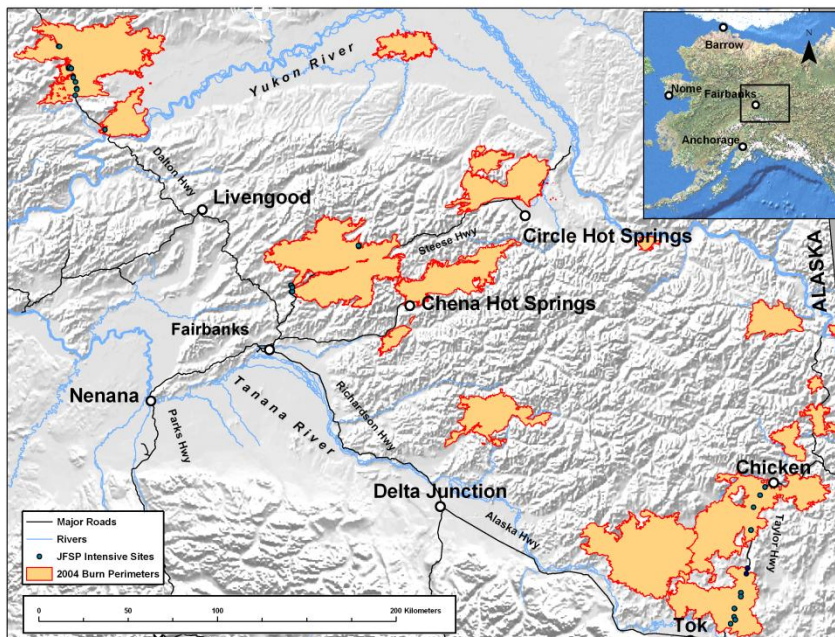 Yukon River
Barrow
N
Nome
Fairbanks
Anchorage
Dalton Hwy
Livengood
Steese Hwy
Circle Hot Springs
ALASKA
Chena Hot Springs
Fairbanks
Nenana
Tanana River
Richardson Hwy
Parks Hwy
Chicken
Delta Junction
Alaska Hwy
Taylor Hwy
Tok
Major Roads
Rivers
JFSP Intensive Sites
2004 Burn Perimeters
0 50 100 200 Kilometers